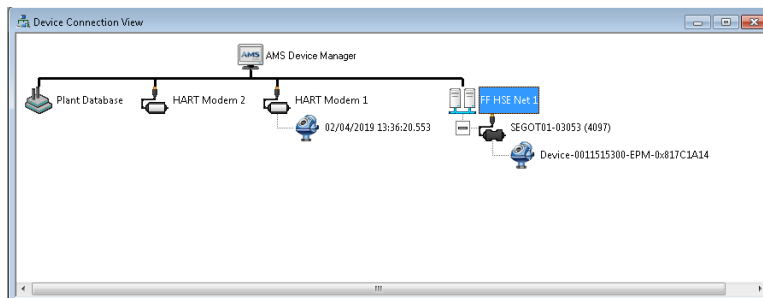 Device Connection View
AMS AMS Device Manager
Plant Database HART Modem 2 HART Modem 1 FF HSE Net 1
02/04/2019 13:36:20.553 SEGOT01-03053 (4097)
Device-0011515300-EPM-0x817C1A14